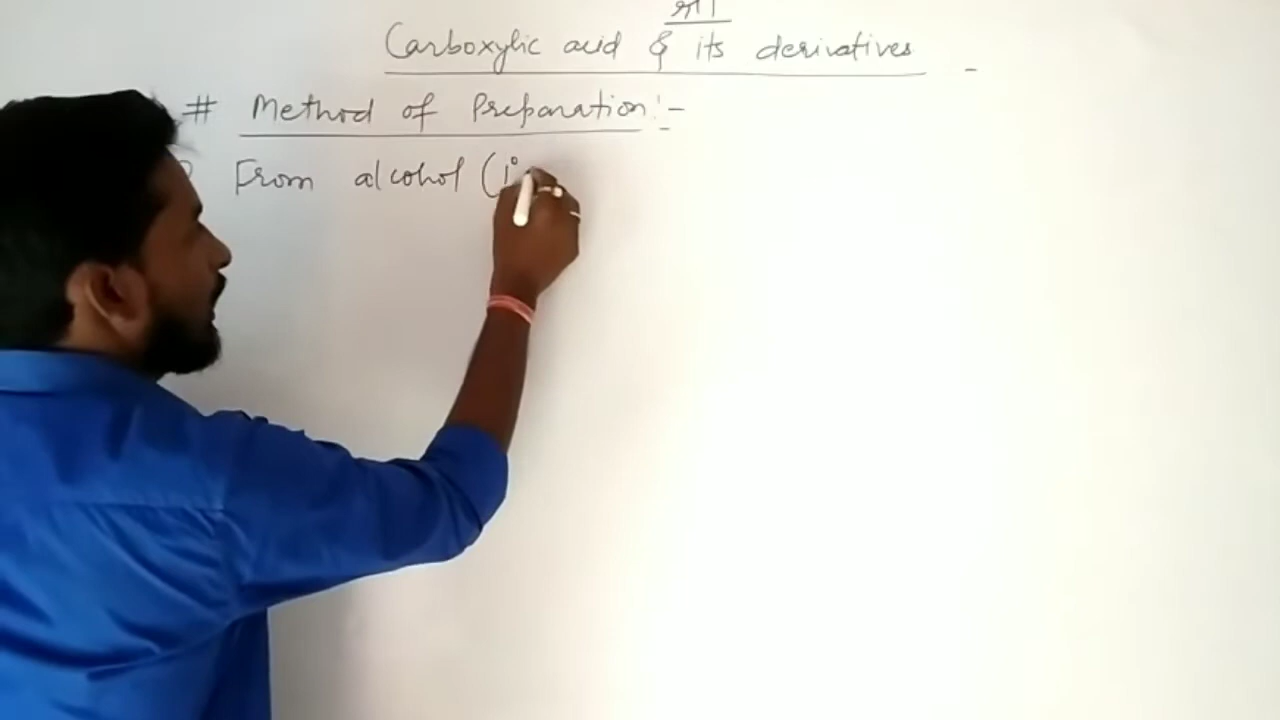 श्री
Carboxylic acid & its derivatives -
# Method of Preparation :-
From alcohol (1°